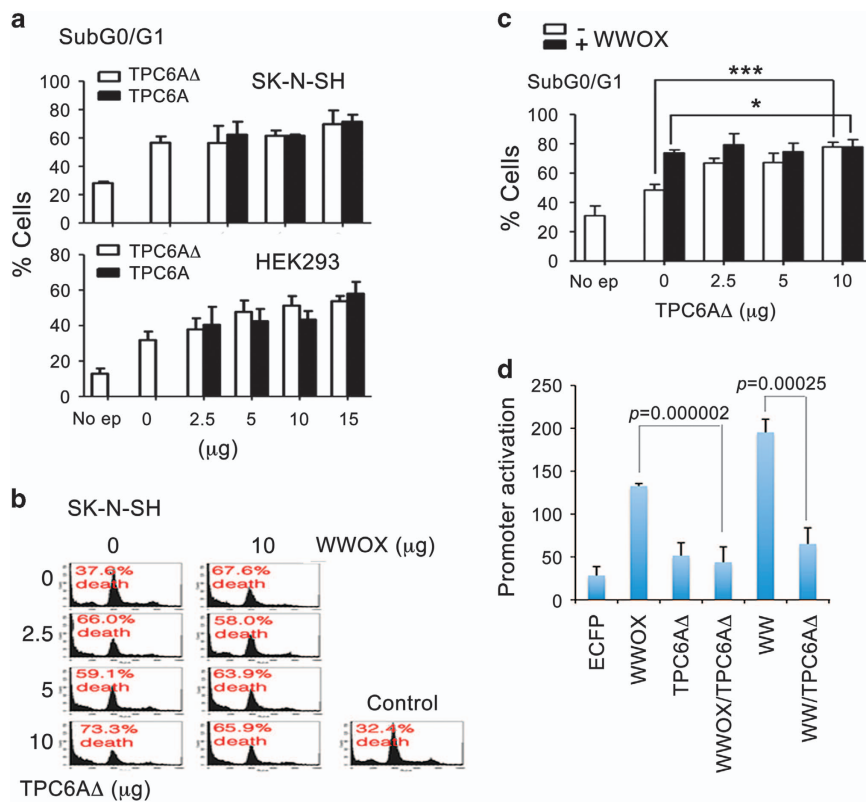 a
SubG0/G1
TPC6AΔ
TPC6A
SK-N-SH
100
80
60
40
20
0
TPC6AΔ
TPC6A
HEK293
80
60
40
20
0
% Cells
No ep 0 2.5 5 10 15
(μg)
b
SK-N-SH
0 10 WWOX (μg)
0
37.6%
death
67.6%
death
2.5
66.0%
death
58.0%
death
5
59.1%
death
63.9%
death
Control
10
73.3%
death
65.9%
death
32.4%
death
TPC6AΔ (μg)
c
-
+ WWOX
SubG0/G1
***
*
100
80
60
40
20
0
% Cells
No ep 0 2.5 5 10
TPC6AΔ (μg)
d
p=0.000002
p=0.00025
250
200
150
100
50
0
Promoter activation
ECFP
WWOX
TPC6AΔ
WWOX/TPC6AΔ
WW
WW/TPC6AΔ